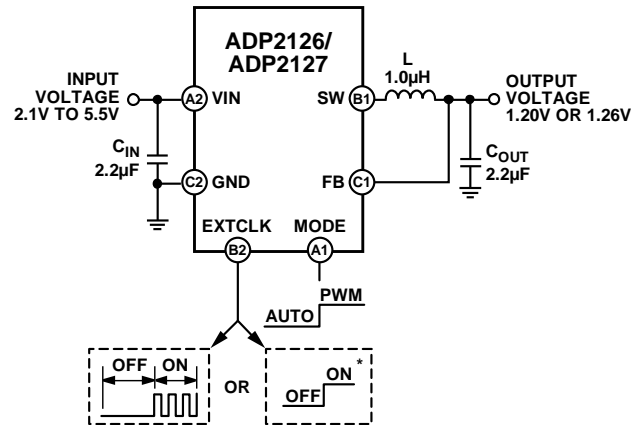 ADP2126/
ADP2127
INPUT
VOLTAGE
2.1V TO 5.5V
A2 VIN
CIN
2.2µF
C2 GND
SW B1
L
1.0µH
OUTPUT
VOLTAGE
1.20V OR 1.26V
FB C1
COUT
2.2µF
EXTCLK MODE
B2 A1
AUTO PWM
OFF ON
OR
OFF ON *